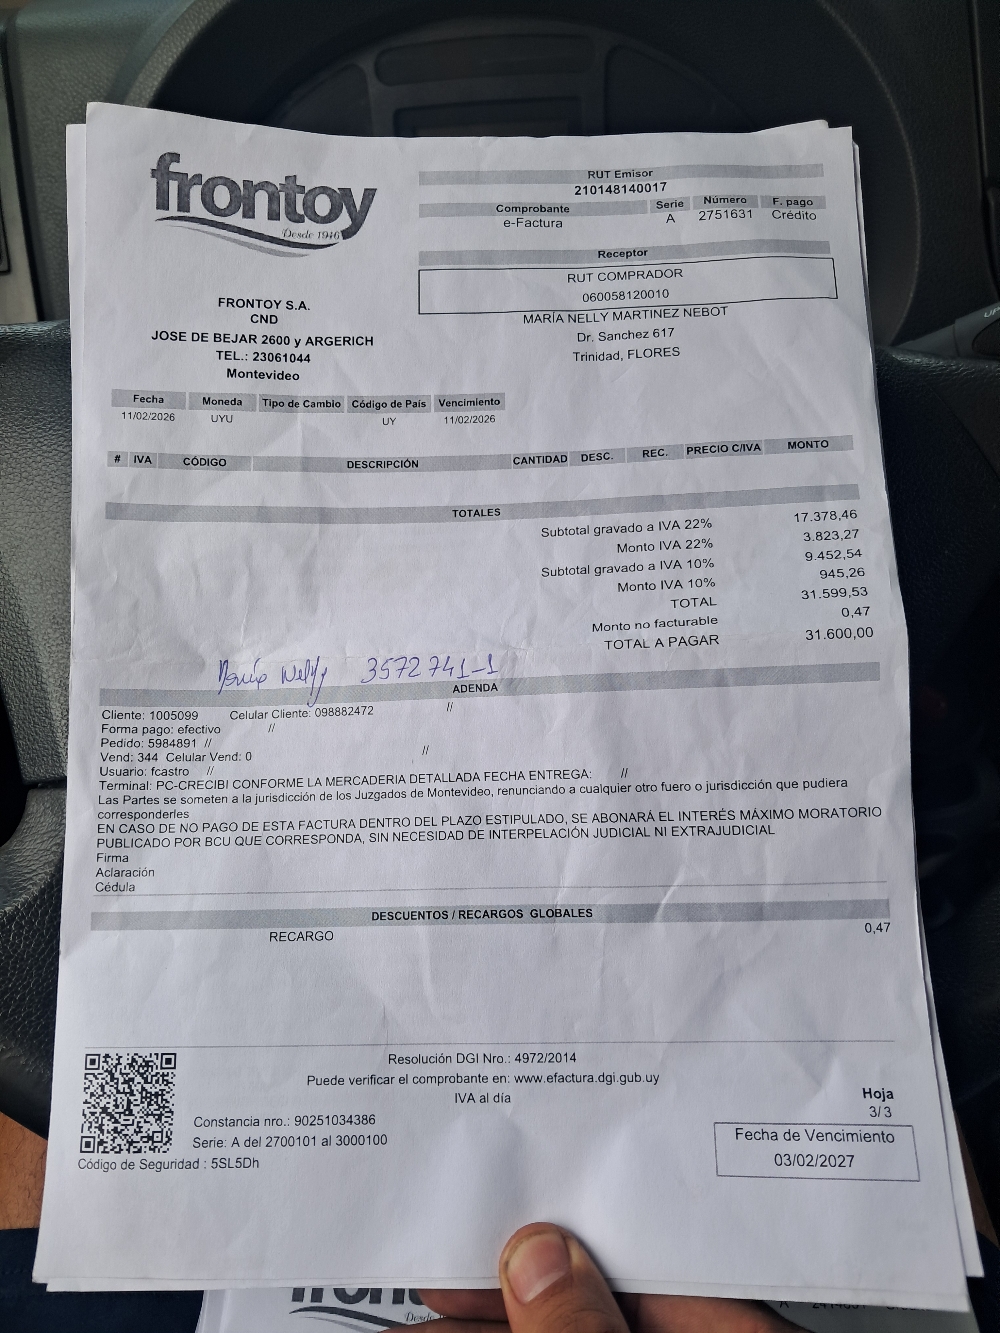 frontoy
Desde 1946
RUT Emisor
210148140017
Comprobante Serie Número F. pago
e-Factura A 2751631 Crédito
Receptor
RUT COMPRADOR
060058120010
MARÍA NELLY MARTINEZ NEBOT
Dr. Sanchez 617
Trinidad, FLORES
FRONTOY S.A.
CND
JOSE DE BEJAR 2600 y ARGERICH
TEL.: 23061044
Montevideo
Fecha Moneda Tipo de Cambio Código de País Vencimiento
11/02/2026 UYU UY 11/02/2026
# IVA CÓDIGO DESCRIPCIÓN CANTIDAD DESC. REC. PRECIO C/IVA MONTO
TOTALES
Subtotal gravado a IVA 22% 17.378,46
Monto IVA 22% 3.823,27
Subtotal gravado a IVA 10% 9.452,54
Monto IVA 10% 945,26
TOTAL 31.599,53
Monto no facturable 0,47
TOTAL A PAGAR 31.600,00
María Nelly 3572741-1
ADENDA
Cliente: 1005099 Celular Cliente: 098882472 //
Forma pago: efectivo //
Pedido: 5984891 //
Vend: 344 Celular Vend: 0 //
Usuario: fcastro //
Terminal: PC-CRECIBI CONFORME LA MERCADERIA DETALLADA FECHA ENTREGA: //
Las Partes se someten a la jurisdicción de los Juzgados de Montevideo, renunciando a cualquier otro fuero o jurisdicción que pudiera
corresponderles
EN CASO DE NO PAGO DE ESTA FACTURA DENTRO DEL PLAZO ESTIPULADO, SE ABONARÁ EL INTERÉS MÁXIMO MORATORIO
PUBLICADO POR BCU QUE CORRESPONDA, SIN NECESIDAD DE INTERPELACIÓN JUDICIAL NI EXTRAJUDICIAL
Firma
Aclaración
Cédula
DESCUENTOS / RECARGOS GLOBALES
RECARGO 0,47
Resolución DGI Nro.: 4972/2014
Puede verificar el comprobante en: www.efactura.dgi.gub.uy
IVA al día
Constancia nro.: 90251034386
Serie: A del 2700101 al 3000100
Código de Seguridad : 5SL5Dh
Hoja
3/3
Fecha de Vencimiento
03/02/2027